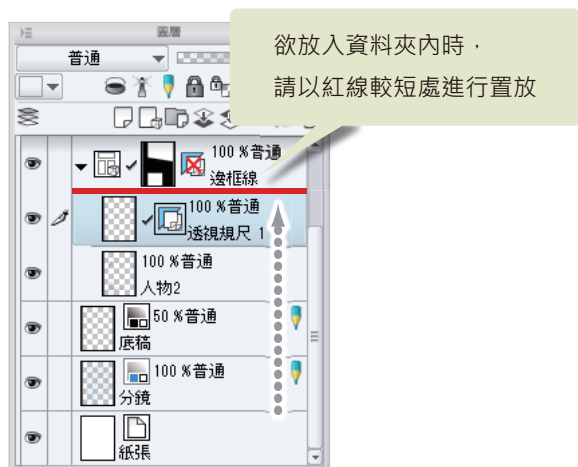 圖層
欲放入資料夾內時，
請以紅線較短處進行置放
普通
100 %普通
邊框線
100 %普通
透視規尺 1
100 %普通
人物2
50 %普通
底稿
100 %普通
分鏡
紙張